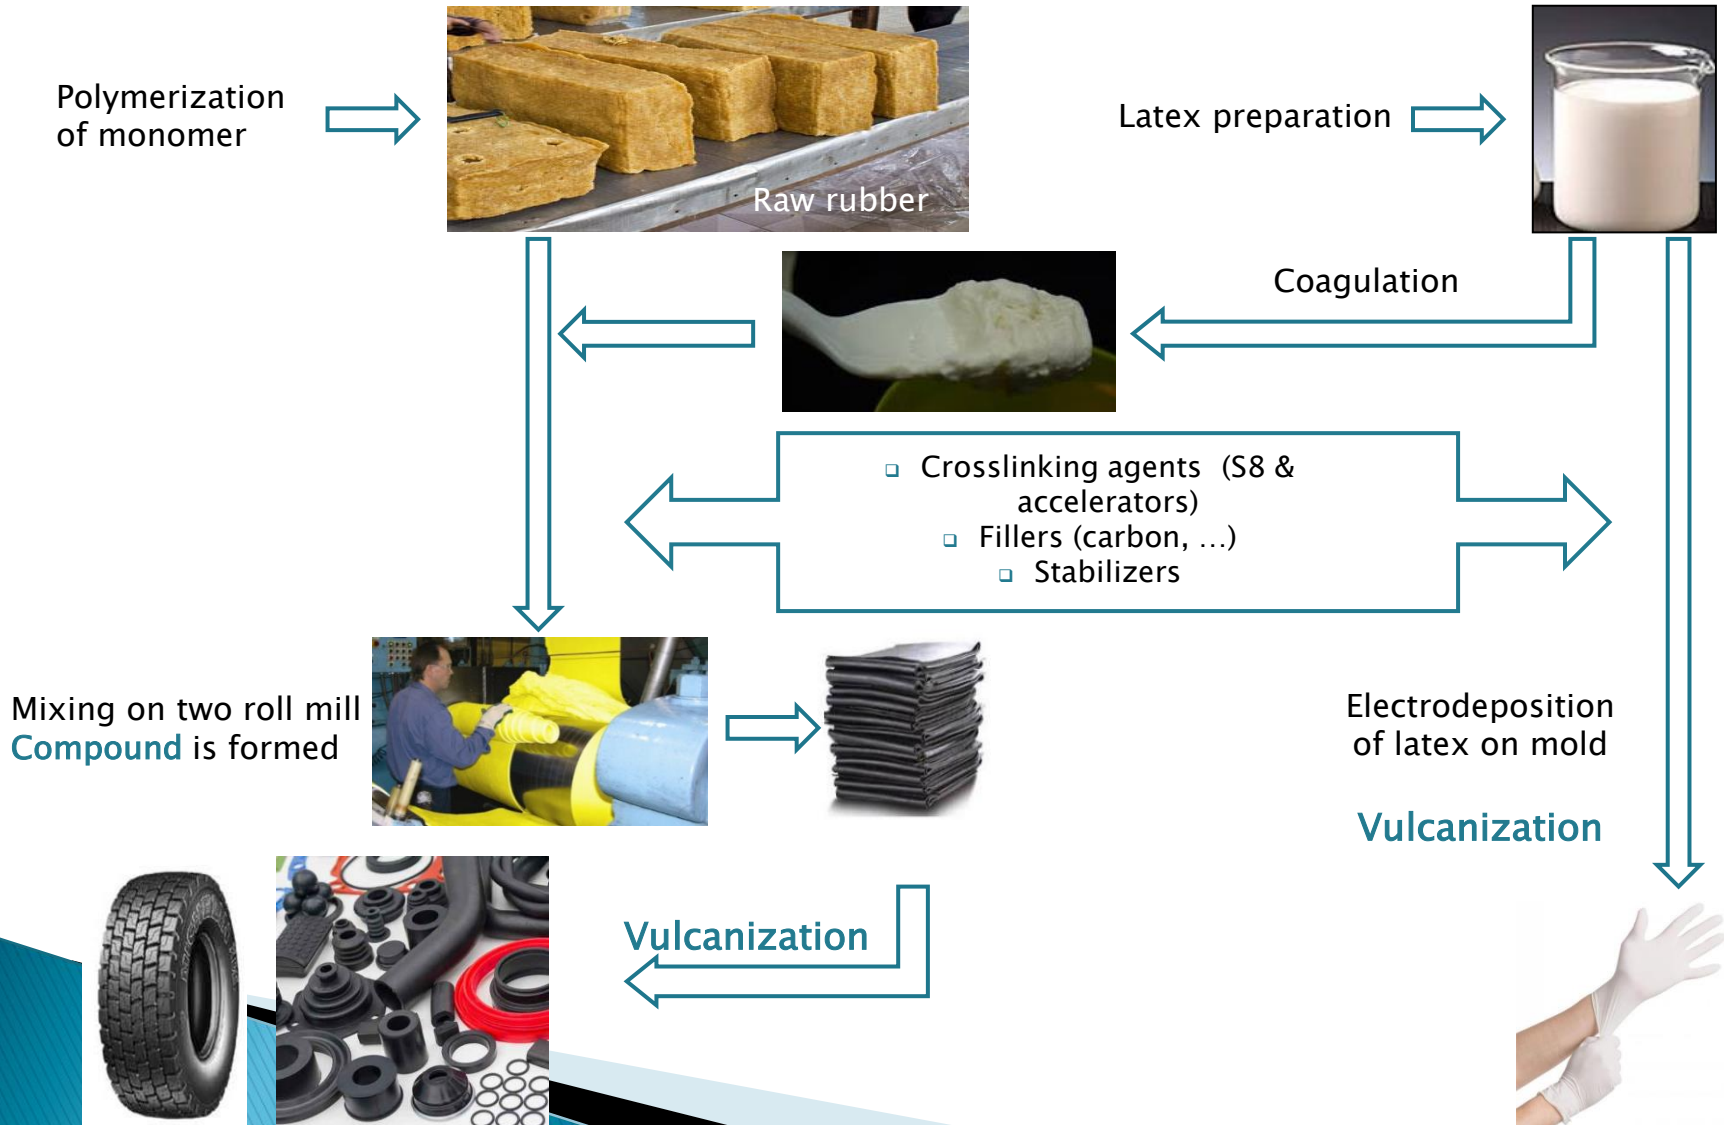 Polymerization
of monomer
Raw rubber
Latex preparation
Coagulation
❑ Crosslinking agents (S8 &
accelerators)
❑ Fillers (carbon, …)
❑ Stabilizers
Mixing on two roll mill
Compound is formed
Electrodeposition
of latex on mold
Vulcanization
Vulcanization